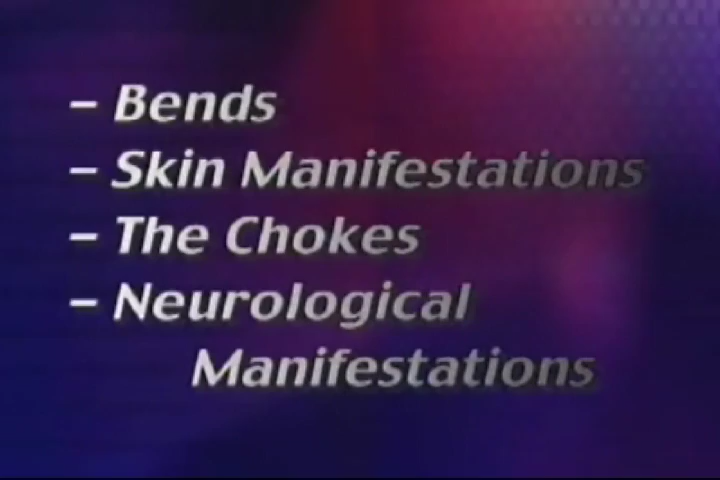 – Bends
– Skin Manifestations
– The Chokes
– Neurological
Manifestations